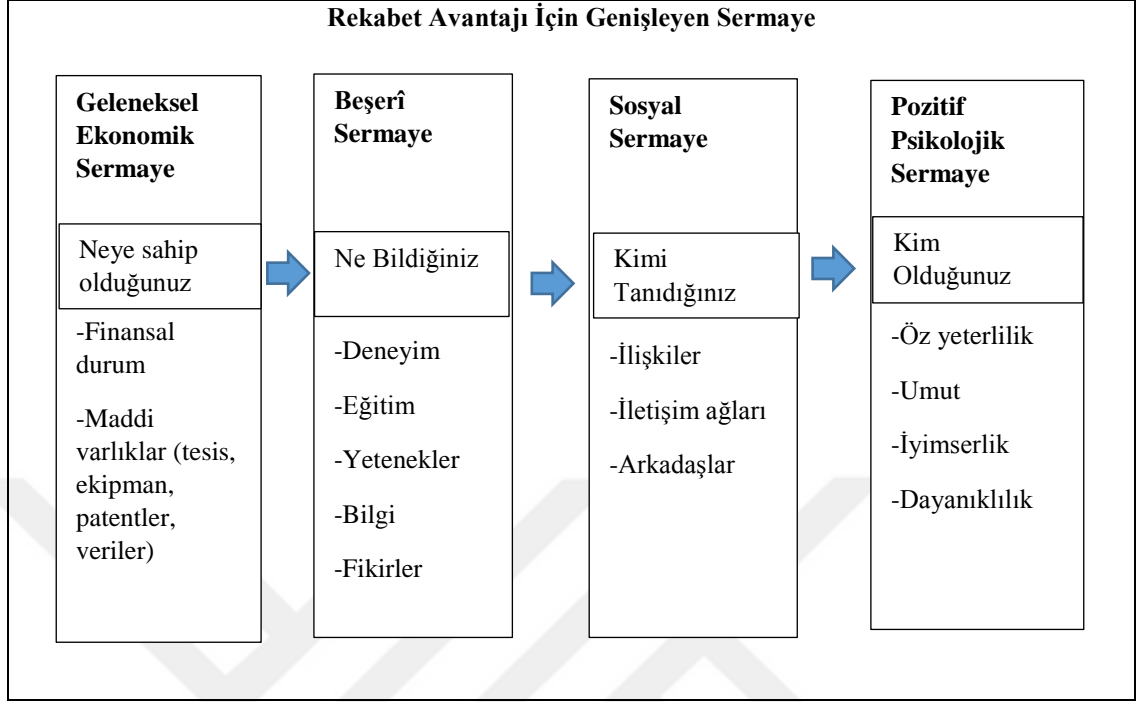 Rekabet Avantajı İçin Genişleyen Sermaye
Geleneksel
Ekonomik
Sermaye
Neye sahip
olduğunuz
-Finansal
durum
-Maddi
varlıklar (tesis,
ekipman,
patentler,
veriler)
Beşerî
Sermaye
Ne Bildiğiniz
-Deneyim
-Eğitim
-Yetenekler
-Bilgi
-Fikirler
Sosyal
Sermaye
Kimi
Tanıdığınız
-İlişkiler
-İletişim ağları
-Arkadaşlar
Pozitif
Psikolojik
Sermaye
Kim
Olduğunuz
-Öz yeterlilik
-Umut
-İyimserlik
-Dayanıklılık